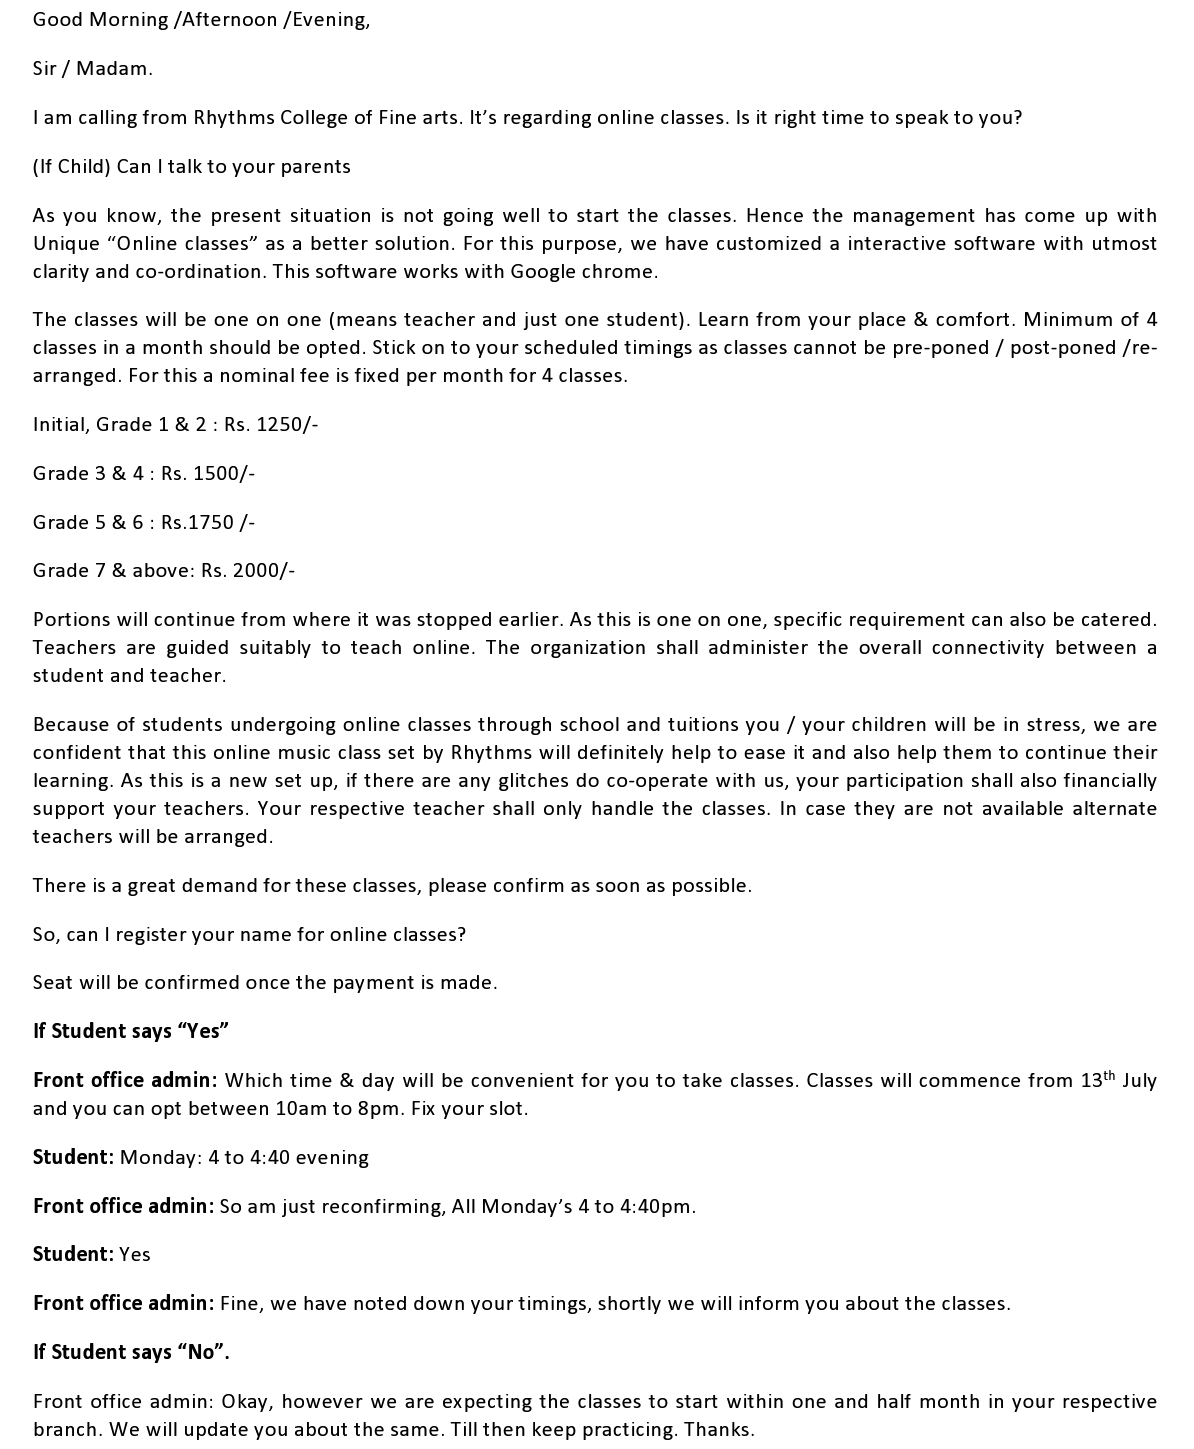 Good Morning /Afternoon /Evening,
Sir / Madam.
I am calling from Rhythms College of Fine arts. It’s regarding online classes. Is it right time to speak to you?
(If Child) Can I talk to your parents
As you know, the present situation is not going well to start the classes. Hence the management has come up with
Unique “Online classes” as a better solution. For this purpose, we have customized a interactive software with utmost
clarity and co-ordination. This software works with Google chrome.
The classes will be one on one (means teacher and just one student). Learn from your place & comfort. Minimum of 4
classes in a month should be opted. Stick on to your scheduled timings as classes cannot be pre-poned / post-poned /re-
arranged. For this a nominal fee is fixed per month for 4 classes.
Initial, Grade 1 & 2 : Rs. 1250/-
Grade 3 & 4 : Rs. 1500/-
Grade 5 & 6 : Rs.1750 /-
Grade 7 & above: Rs. 2000/-
Portions will continue from where it was stopped earlier. As this is one on one, specific requirement can also be catered.
Teachers are guided suitably to teach online. The organization shall administer the overall connectivity between a
student and teacher.
Because of students undergoing online classes through school and tuitions you / your children will be in stress, we are
confident that this online music class set by Rhythms will definitely help to ease it and also help them to continue their
learning. As this is a new set up, if there are any glitches do co-operate with us, your participation shall also financially
support your teachers. Your respective teacher shall only handle the classes. In case they are not available alternate
teachers will be arranged.
There is a great demand for these classes, please confirm as soon as possible.
So, can I register your name for online classes?
Seat will be confirmed once the payment is made.
If Student says “Yes”
Front office admin: Which time & day will be convenient for you to take classes. Classes will commence from 13th July
and you can opt between 10am to 8pm. Fix your slot.
Student: Monday: 4 to 4:40 evening
Front office admin: So am just reconfirming, All Monday’s 4 to 4:40pm.
Student: Yes
Front office admin: Fine, we have noted down your timings, shortly we will inform you about the classes.
If Student says “No”.
Front office admin: Okay, however we are expecting the classes to start within one and half month in your respective
branch. We will update you about the same. Till then keep practicing. Thanks.